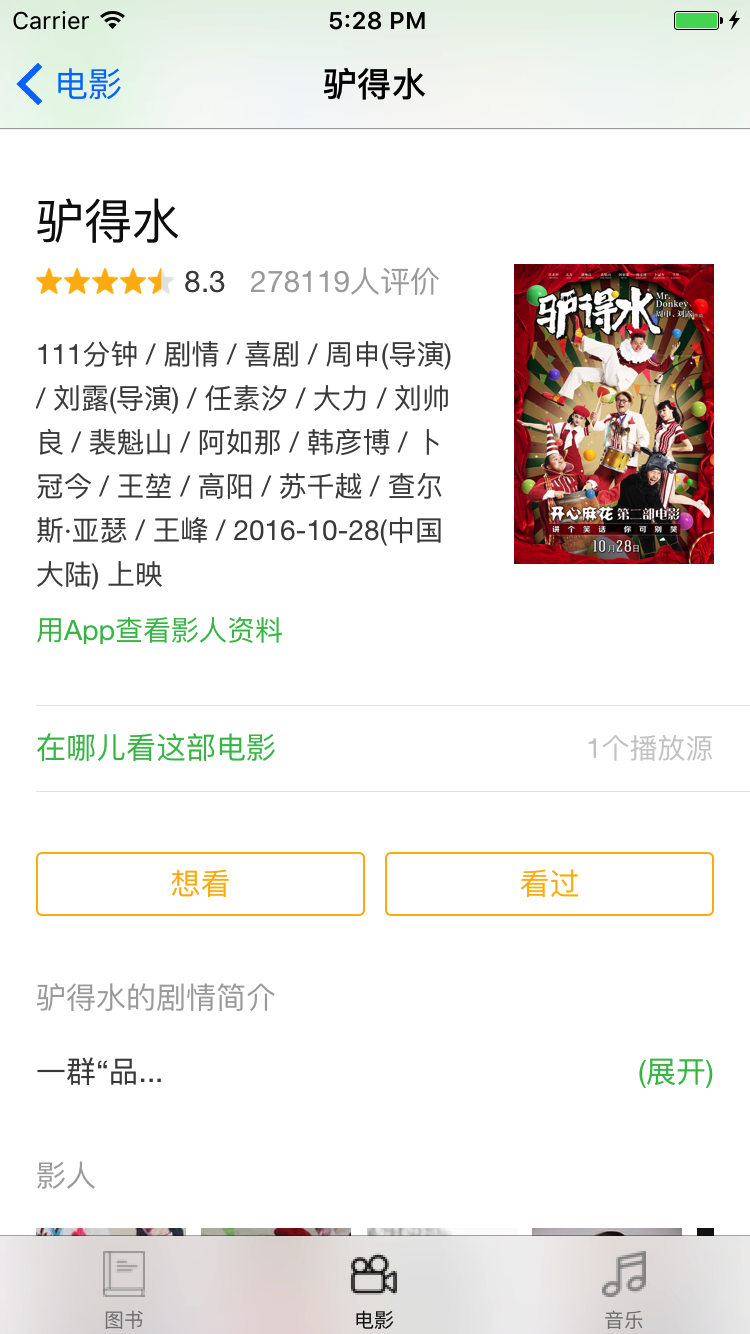 Carrier 5:28 PM
电影 驴得水
驴得水
8.3 278119人评价
111分钟 / 剧情 / 喜剧 / 周申(导演)
/ 刘露(导演) / 任素汐 / 大力 / 刘帅
良 / 裴魁山 / 阿如那 / 韩彦博 / 卜
冠今 / 王堃 / 高阳 / 苏千越 / 查尔
斯·亚瑟 / 王峰 / 2016-10-28(中国
大陆) 上映
用App查看影人资料
驴得水
Mr.
Donkey
周申、刘露
开心麻花 第二部电影
讲个笑话 你可别哭
10月28日
在哪儿看这部电影 1个播放源
想看 看过
驴得水的剧情简介
一群“品... (展开)
影人
图书 电影 音乐